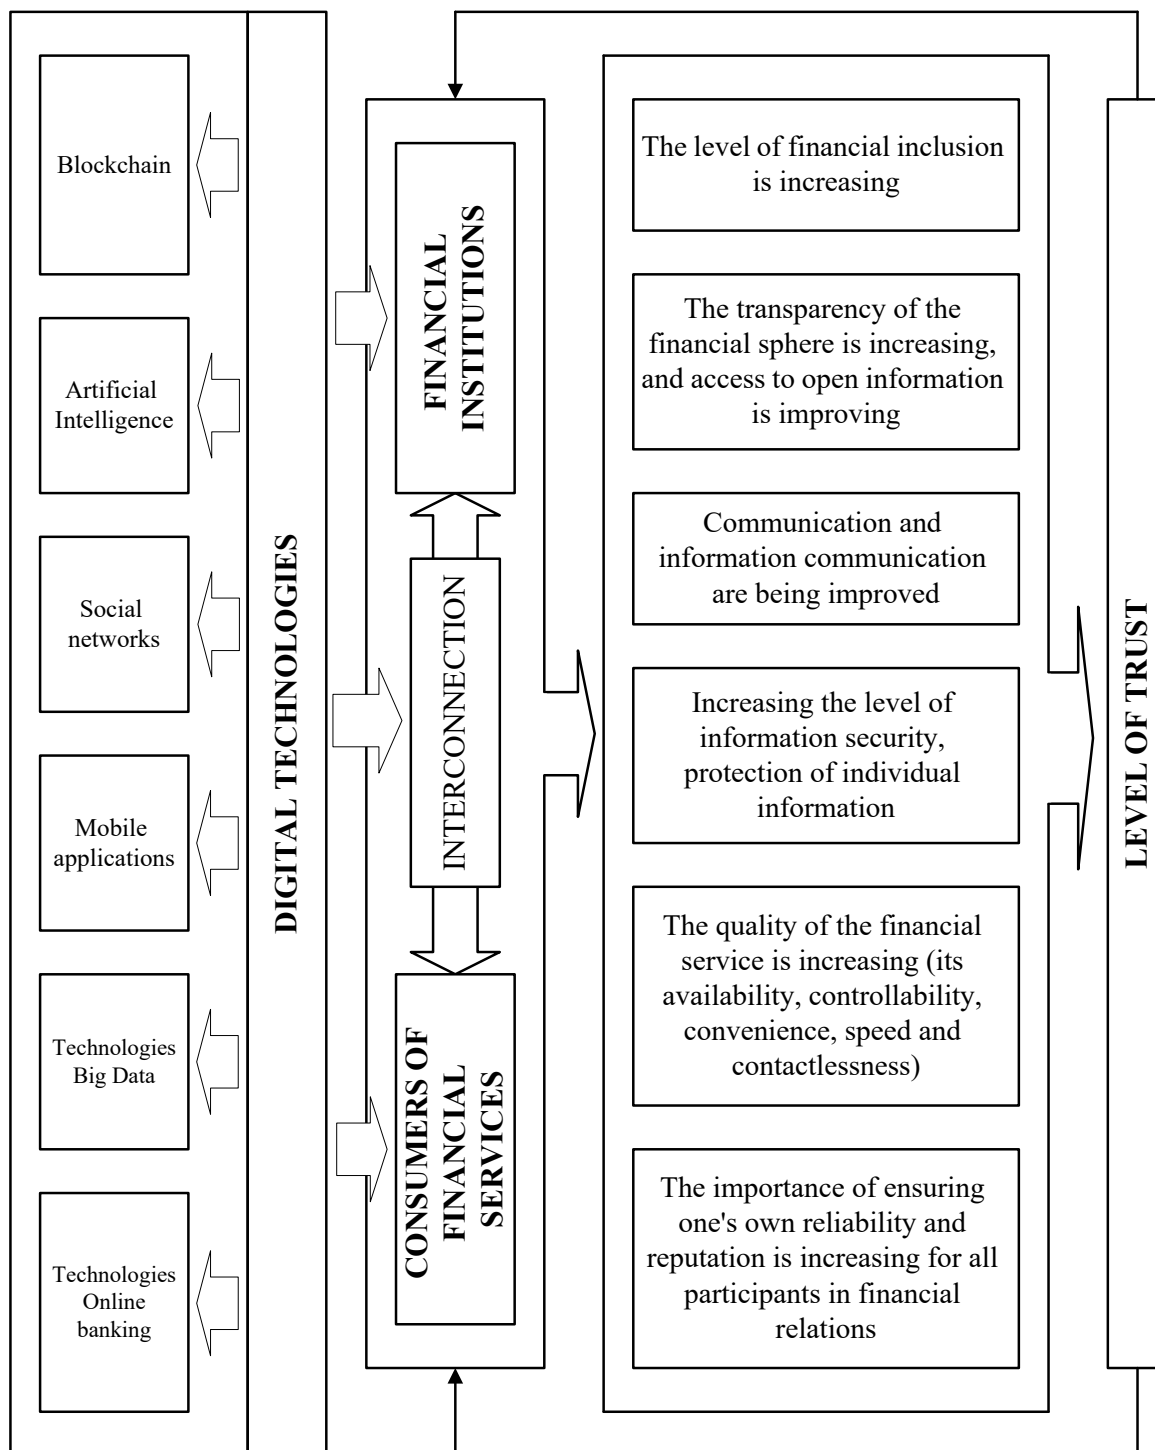 Blockchain
Artificial
Intelligence
Social
networks
Mobile
applications
Technologies
Big Data
Technologies
Online
banking
DIGITAL TECHNOLOGIES
FINANCIAL
INSTITUTIONS
INTERCONNECTION
CONSUMERS OF
FINANCIAL
SERVICES
The level of financial inclusion
is increasing
The transparency of the
financial sphere is increasing,
and access to open information
is improving
Communication and
information communication
are being improved
Increasing the level of
information security,
protection of individual
information
The quality of the financial
service is increasing (its
availability, controllability,
convenience, speed and
contactlessness)
The importance of ensuring
one's own reliability and
reputation is increasing for all
participants in financial
relations
LEVEL OF TRUST